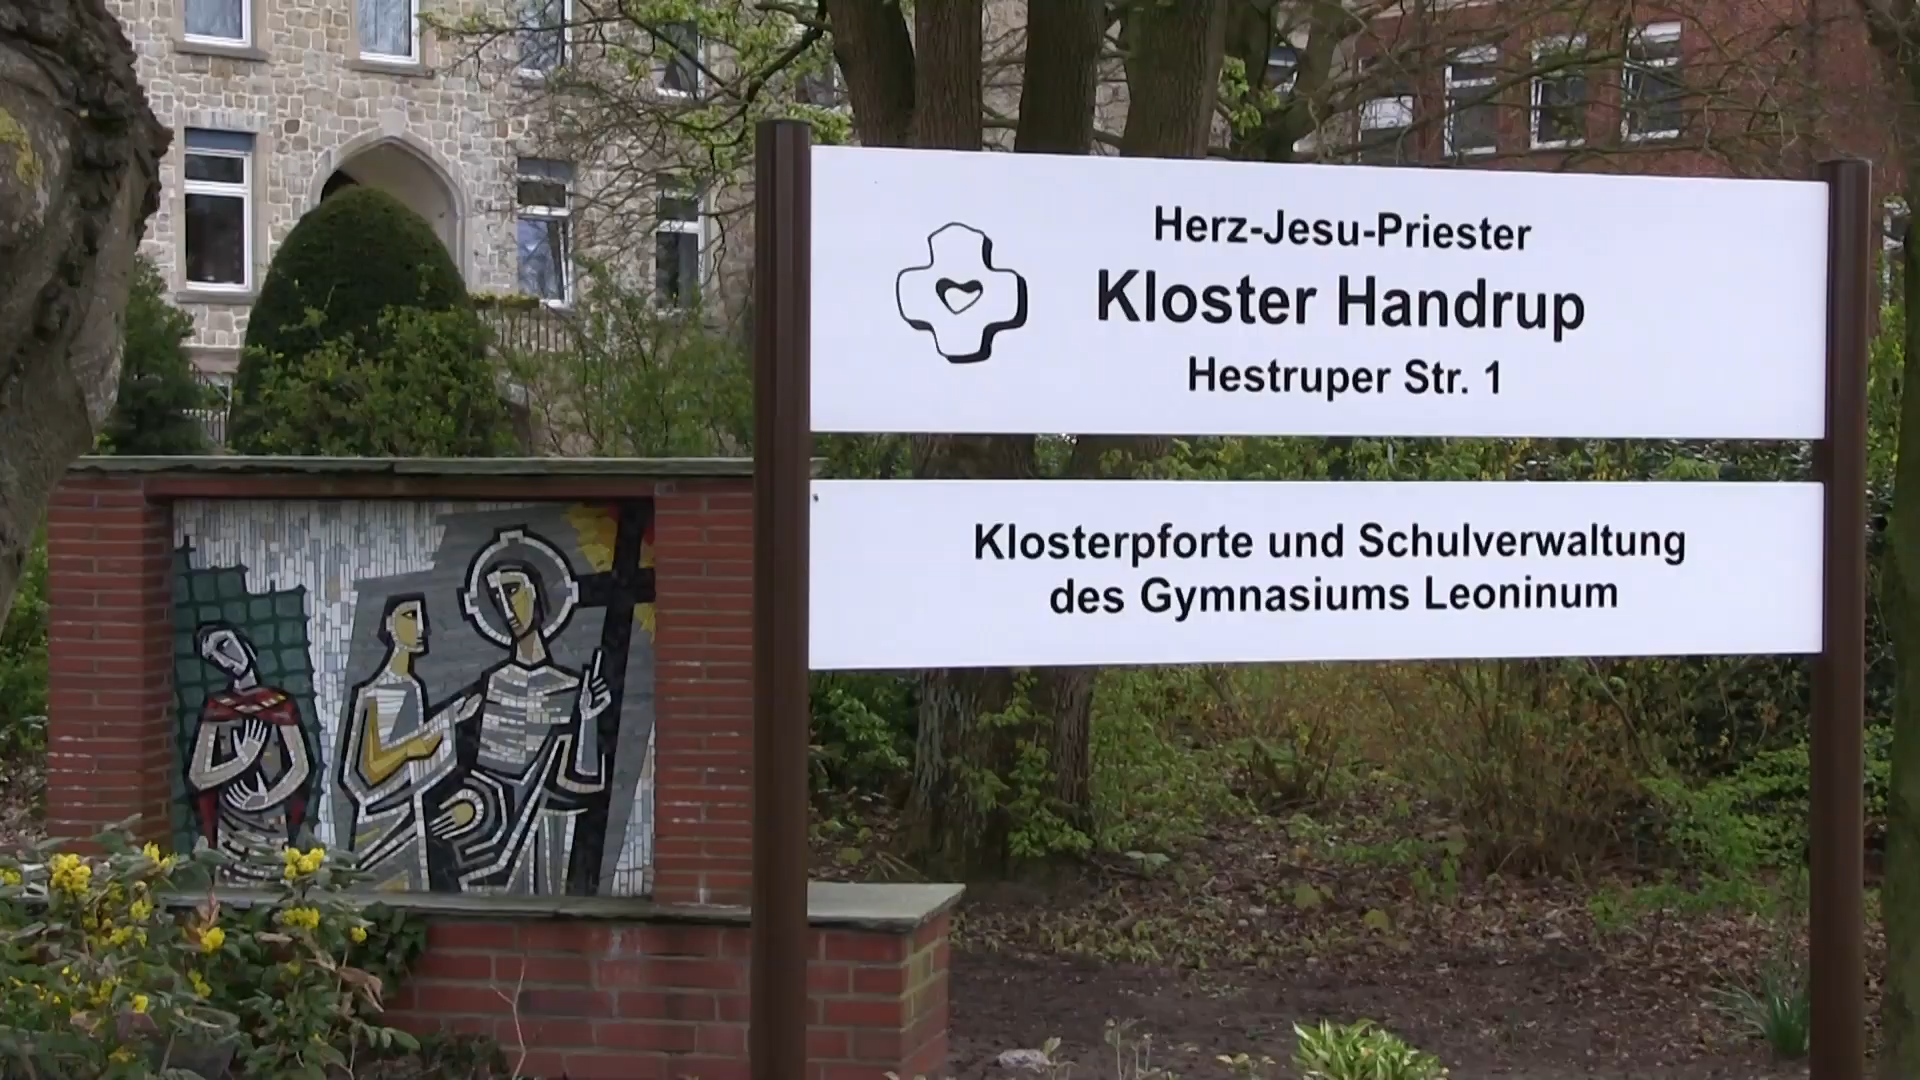 Herz-Jesu-Priester
Kloster Handrup
Hestruper Str. 1
Klosterpforte und Schulverwaltung
des Gymnasiums Leoninum